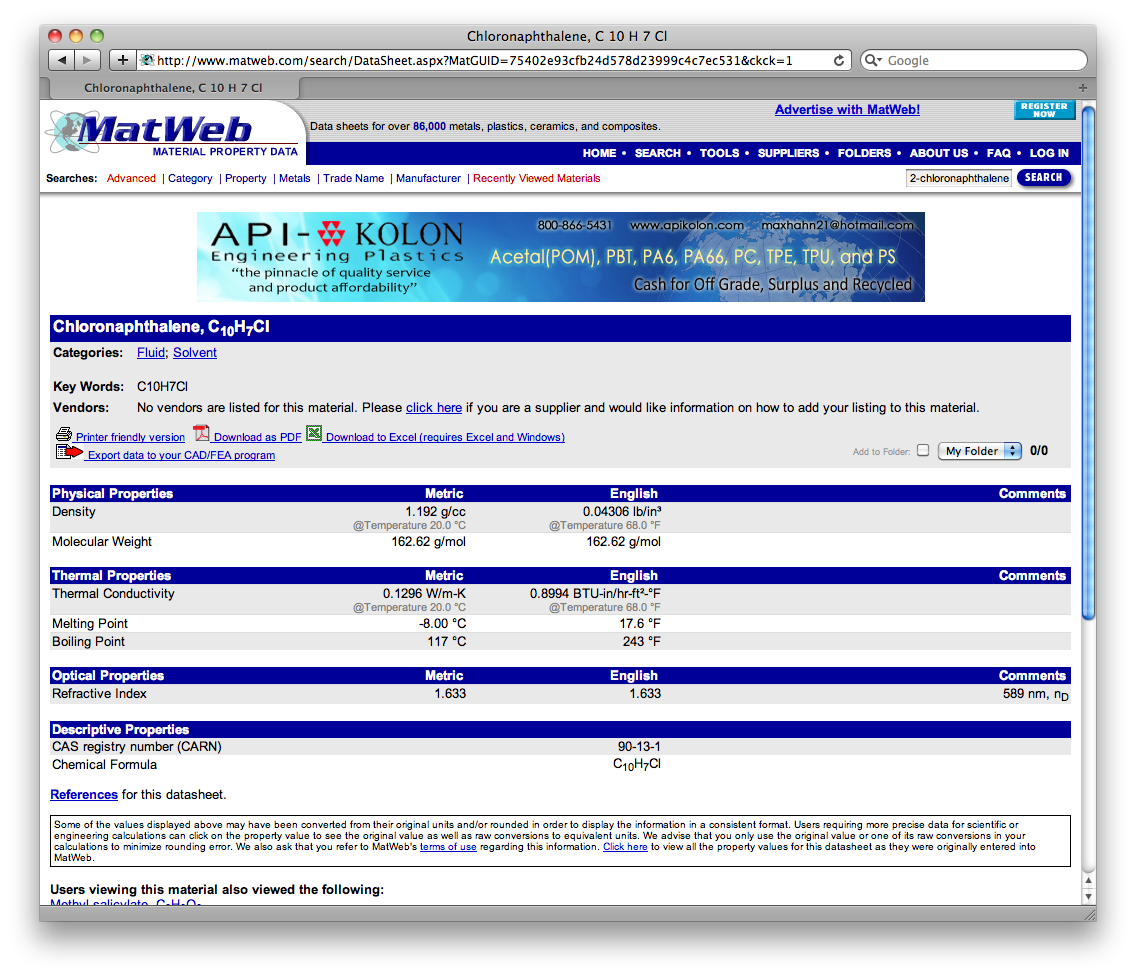 Chloronaphthalene, C 10 H 7 Cl
http://www.matweb.com/search/DataSheet.aspx?MatGUID=75402e93cfb24d578d23999c4c7ec531&ckck=1
Google
Chloronaphthalene, C 10 H 7 Cl
MatWeb
MATERIAL PROPERTY DATA
Data sheets for over 86,000 metals, plastics, ceramics, and composites.
Advertise with MatWeb!
REGISTER NOW
HOME • SEARCH • TOOLS • SUPPLIERS • FOLDERS • ABOUT US • FAQ • LOG IN
Searches: Advanced | Category | Property | Metals | Trade Name | Manufacturer | Recently Viewed Materials
2-chloronaphthalene SEARCH
API-KOLON
Engineering Plastics
“the pinnacle of quality service
and product affordability”
800-866-5431 www.apikolon.com maxhahn21@hotmail.com
Acetal(POM), PBT, PA6, PA66, PC, TPE, TPU, and PS
Cash for Off Grade, Surplus and Recycled
Chloronaphthalene, C10H7Cl
Categories: Fluid; Solvent
Key Words: C10H7Cl
Vendors: No vendors are listed for this material. Please click here if you are a supplier and would like information on how to add your listing to this material.
Printer friendly version Download as PDF Download to Excel (requires Excel and Windows)
Export data to your CAD/FEA program
Add to Folder: My Folder 0/0
Physical Properties Metric English Comments
Density 1.192 g/cc 0.04306 lb/in³
@Temperature 20.0 °C @Temperature 68.0 °F
Molecular Weight 162.62 g/mol 162.62 g/mol
Thermal Properties Metric English Comments
Thermal Conductivity 0.1296 W/m-K 0.8994 BTU-in/hr-ft²-°F
@Temperature 20.0 °C @Temperature 68.0 °F
Melting Point -8.00 °C 17.6 °F
Boiling Point 117 °C 243 °F
Optical Properties Metric English Comments
Refractive Index 1.633 1.633 589 nm, nD
Descriptive Properties
CAS registry number (CARN) 90-13-1
Chemical Formula C10H7Cl
References for this datasheet.
Some of the values displayed above may have been converted from their original units and/or rounded in order to display the information in a consistent format. Users requiring more precise data for scientific or
engineering calculations can click on the property value to see the original value as well as raw conversions to equivalent units. We advise that you only use the original value or one of its raw conversions in your
calculations to minimize rounding error. We also ask that you refer to MatWeb's terms of use regarding this information. Click here to view all the property values for this datasheet as they were originally entered into
MatWeb.
Users viewing this material also viewed the following:
Methyl salicylate,